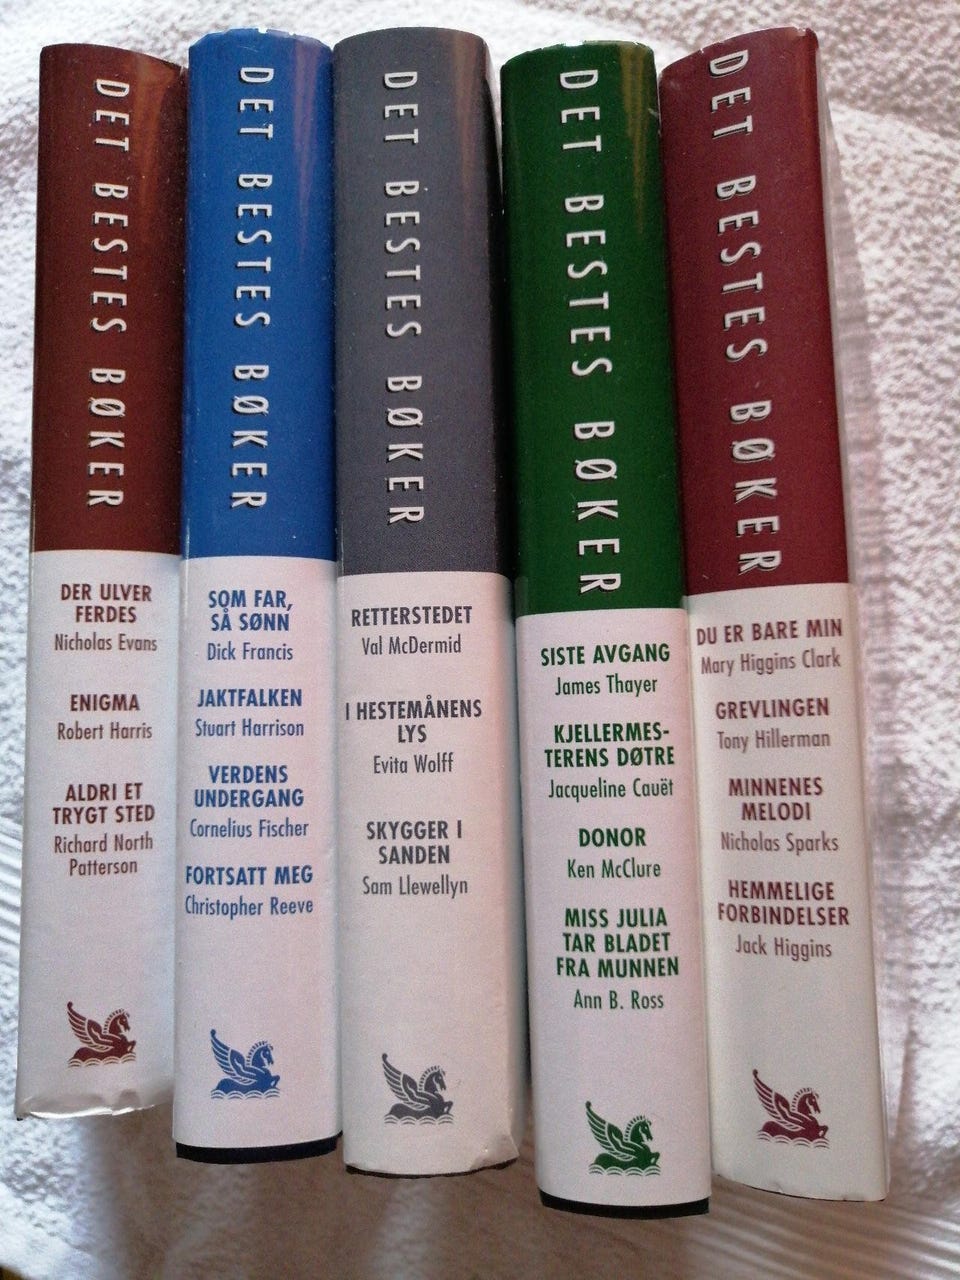 DET BESTES BØKER
DER ULVER
FERDES
Nicholas Evans
ENIGMA
Robert Harris
ALDRI ET
TRYGT STED
Richard North
Patterson
DET BESTES BØKER
SOM FAR,
SÅ SØNN
Dick Francis
JAKTFALKEN
Stuart Harrison
VERDENS
UNDERGANG
Cornelius Fischer
FORTSATT MEG
Christopher Reeve
DET BESTES BØKER
RETTERSTEDET
Val McDermid
I HESTEMÅNENS
LYS
Evita Wolff
SKYGGER I
SANDEN
Sam Llewellyn
DET BESTES BØKER
SISTE AVGANG
James Thayer
KJELLERMES-
TERENS DØTRE
Jacqueline Cauët
DONOR
Ken McClure
MISS JULIA
TAR BLADET
FRA MUNNEN
Ann B. Ross
DET BESTES BØKER
DU ER BARE MIN
Mary Higgins Clark
GREVLINGEN
Tony Hillerman
MINNENES
MELODI
Nicholas Sparks
HEMMELIGE
FORBINDELSER
Jack Higgins